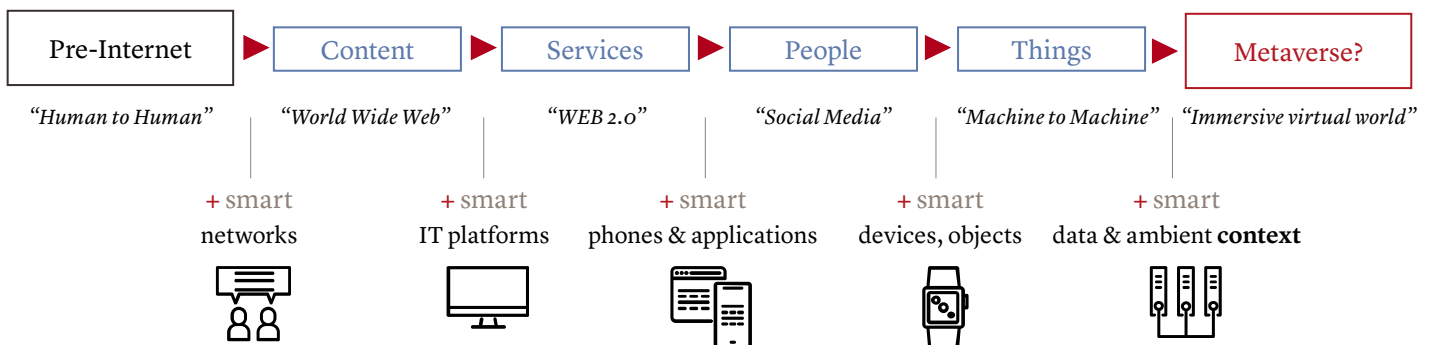 Pre-Internet Content Services People Things Metaverse?
“Human to Human” “World Wide Web” “WEB 2.0” “Social Media” “Machine to Machine” “Immersive virtual world”
+ smart + smart + smart + smart + smart
networks IT platforms phones & applications devices, objects data & ambient context